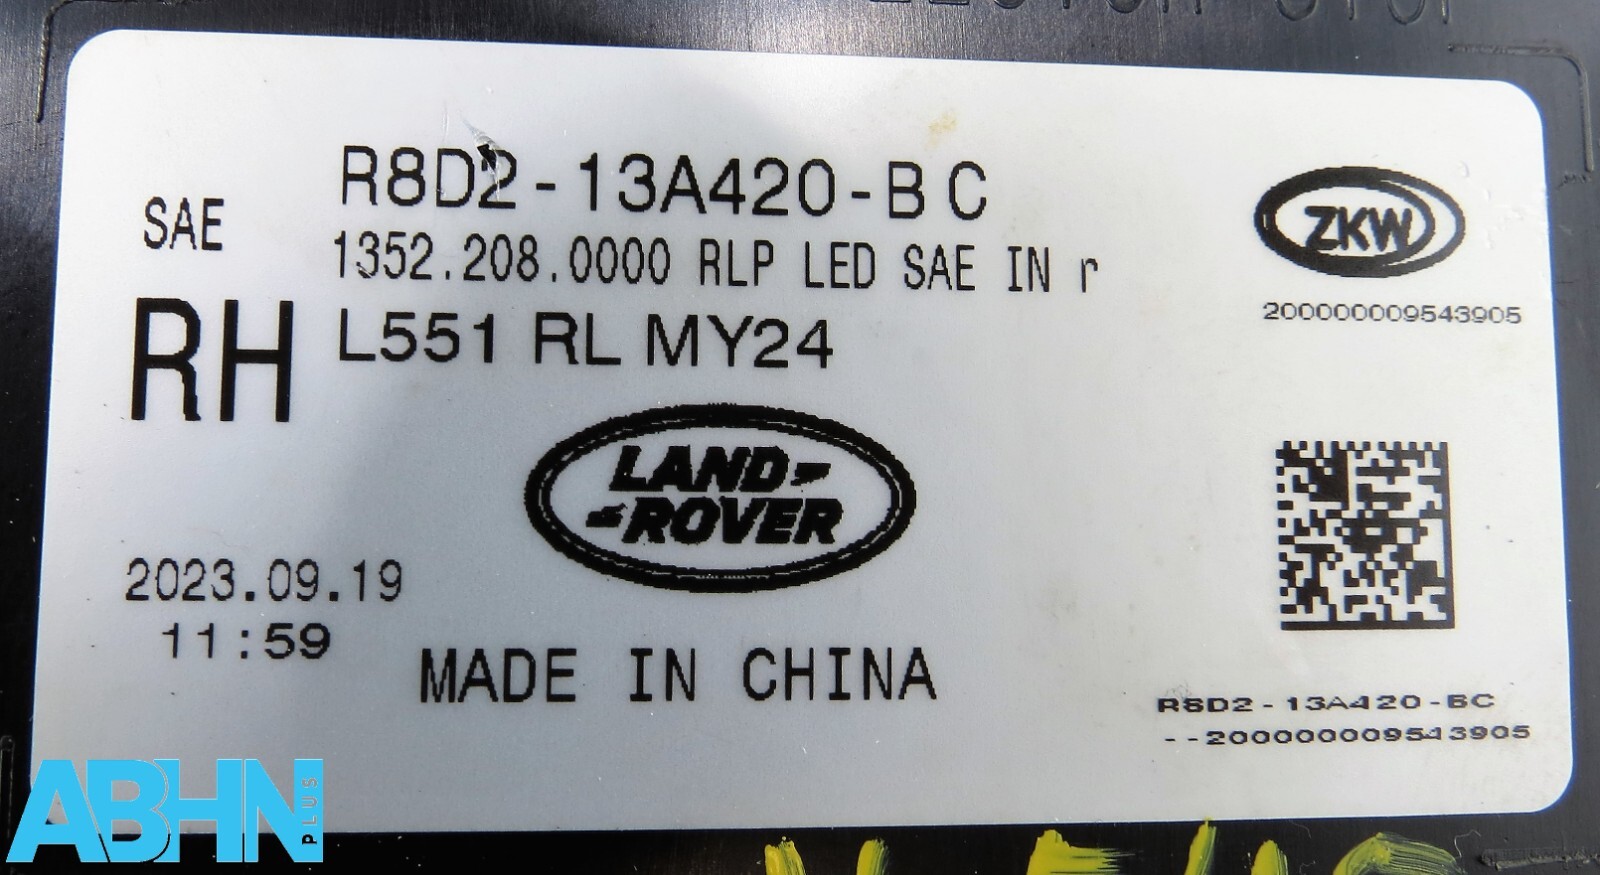 R8D2-13A420-BC
SAE
1352.208.0000 RLP LED SAE IN r
RH
L551 RL MY24
ZKW
200000009543905
LAND
ROVER
2023.09.19
11:59
MADE IN CHINA
R8D2-13A420-BC
--200000009543905
ABHN
PLUS